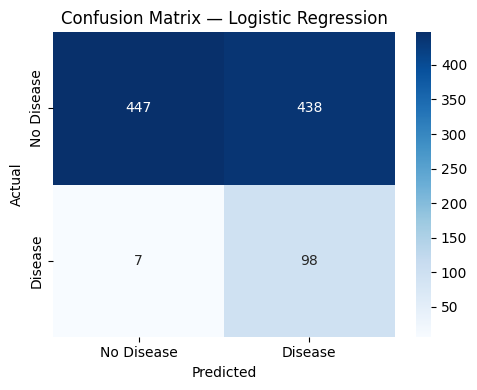 Confusion Matrix — Logistic Regression
No Disease
447
438
Disease
7
98
Actual
No Disease
Disease
Predicted
400
350
300
250
200
150
100
50